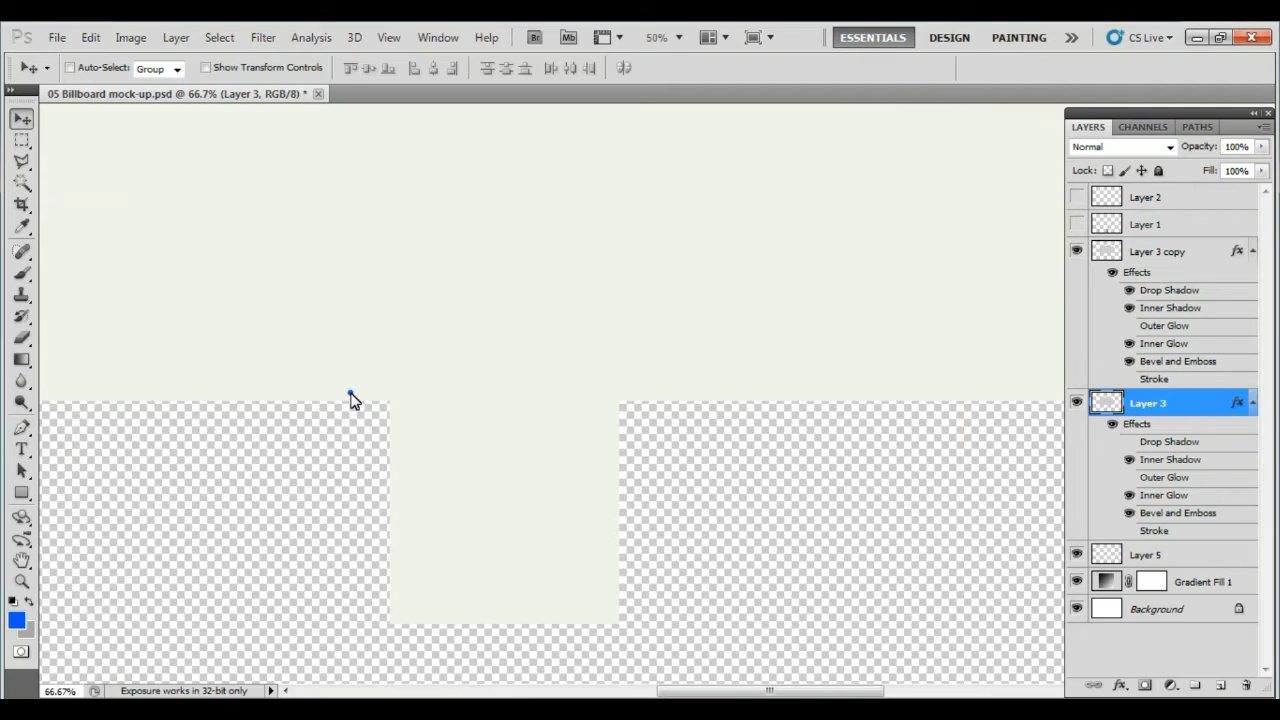 Ps File Edit Image Layer Select Filter Analysis 3D View Window Help Br Mb 50% ESSENTIALS DESIGN PAINTING CS Live
Auto-Select: Group Show Transform Controls
05 Billboard mock-up.psd @ 66.7% (Layer 3, RGB/8) *
LAYERS CHANNELS PATHS
Normal Opacity: 100%
Lock: Fill: 100%
Layer 2
Layer 1
Layer 3 copy fx
Effects
Drop Shadow
Inner Shadow
Outer Glow
Inner Glow
Bevel and Emboss
Stroke
Layer 3 fx
Effects
Drop Shadow
Inner Shadow
Outer Glow
Inner Glow
Bevel and Emboss
Stroke
Layer 5
Gradient Fill 1
Background
66.67% Exposure works in 32-bit only